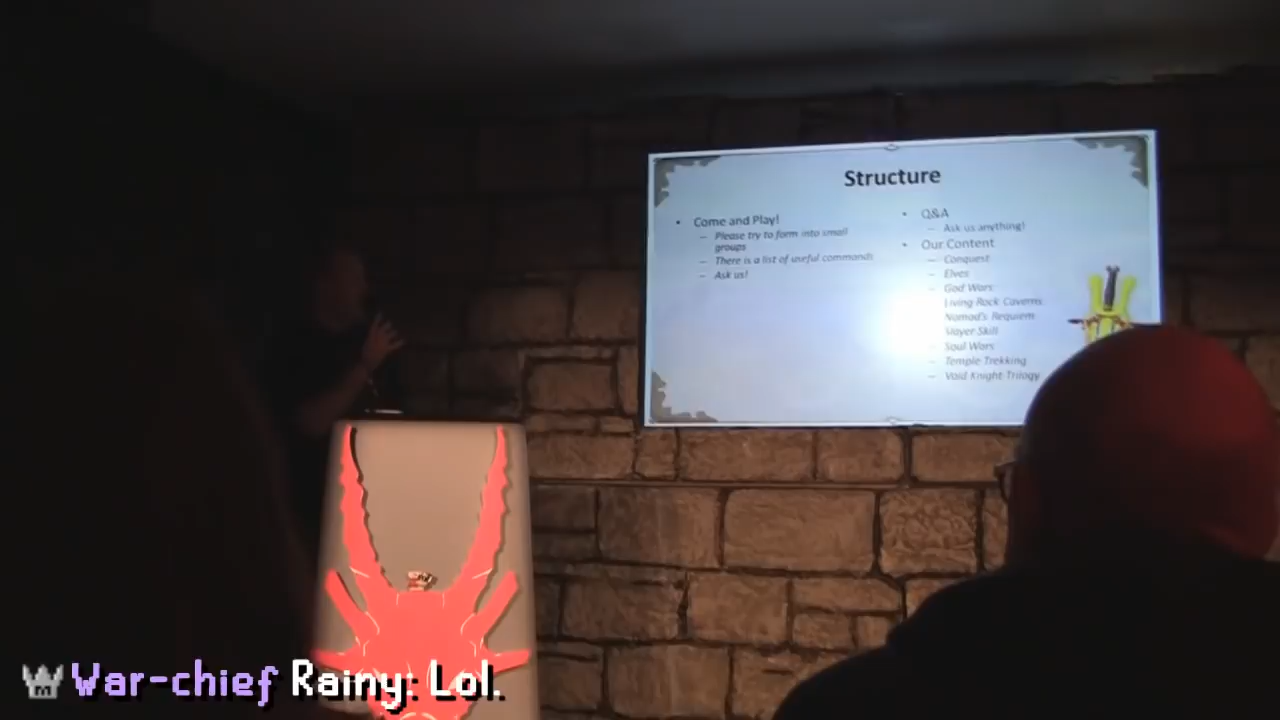 Structure
• Come and Play!
– Please try to form into small
groups
– There is a list of useful commands
– Ask us!
• Q&A
– Ask us anything!
• Our Content
– Conquest
– Elves
– God Wars
Living Rock Caverns
Nomad's Requiem
Slayer Skill
– Soul Wars
– Temple Trekking
– Void Knight Trilogy
War-chief Rainy: Lol.